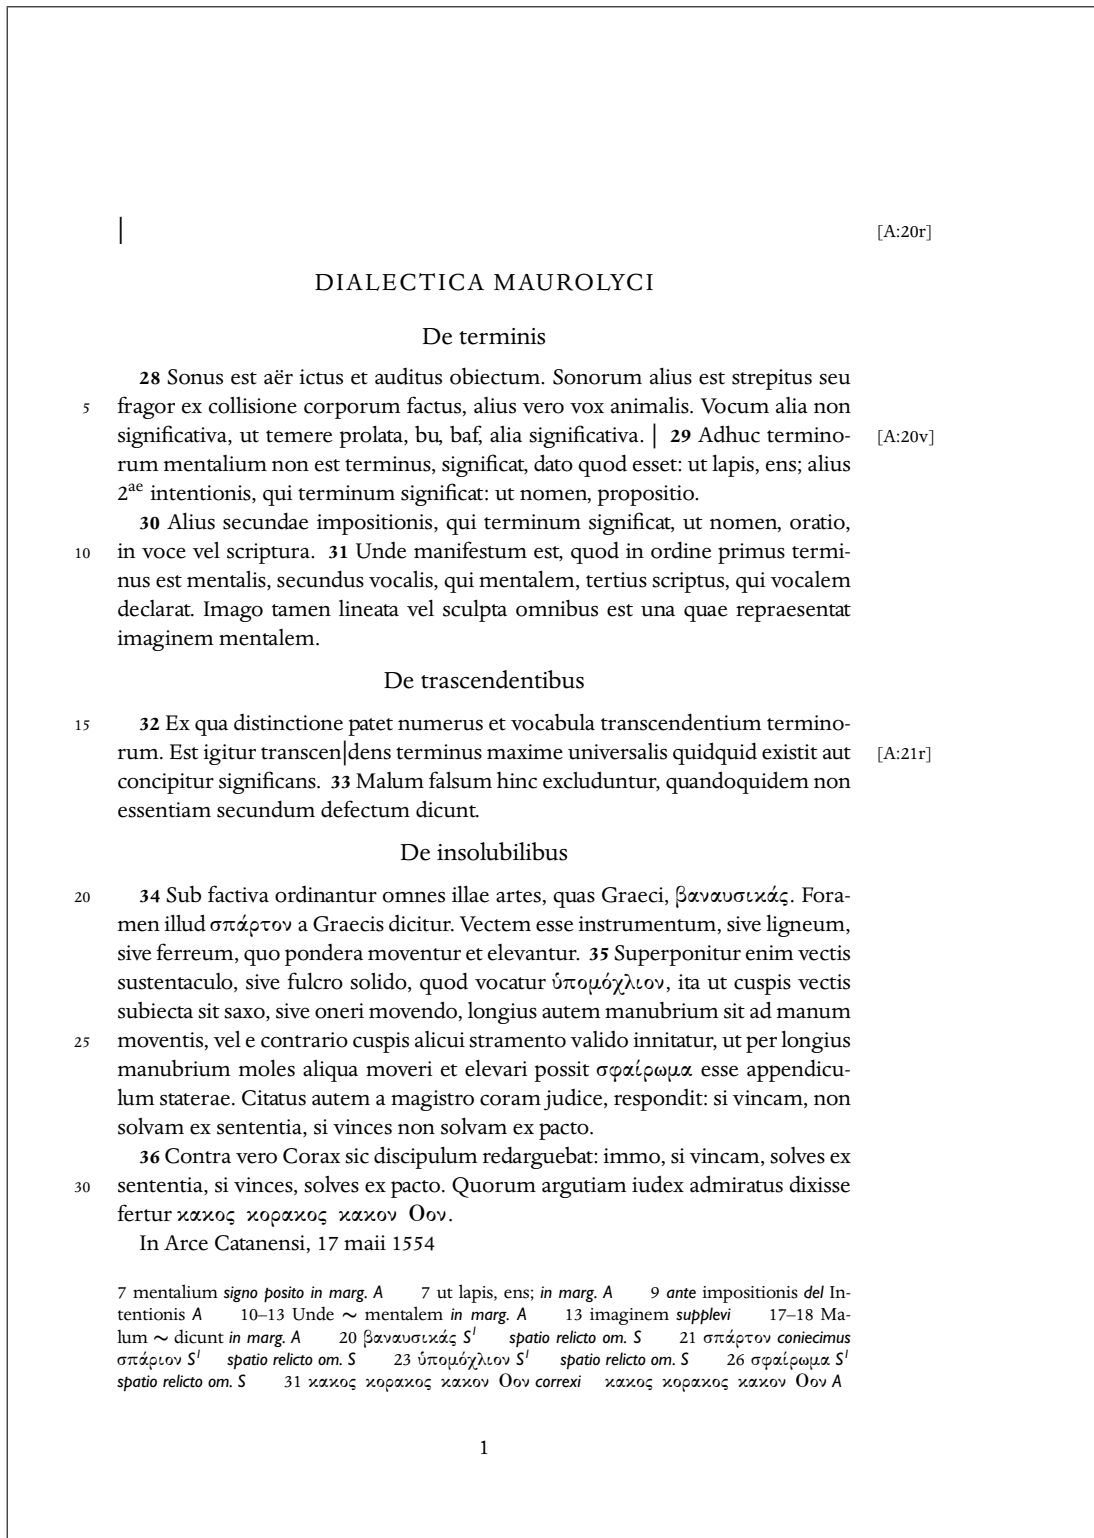 | [A:20r]
DIALECTICA MAUROLYCI
De terminis
28 Sonus est aër ictus et auditus obiectum. Sonorum alius est strepitus seu
5 fragor ex collisione corporum factus, alius vero vox animalis. Vocum alia non
significativa, ut temere prolata, bu, baf, alia significativa. | 29 Adhuc termino- [A:20v]
rum mentalium non est terminus, significat, dato quod esset: ut lapis, ens; alius
2ae intentionis, qui terminum significat: ut nomen, propositio.
30 Alius secundae impositionis, qui terminum significat, ut nomen, oratio,
10 in voce vel scriptura. 31 Unde manifestum est, quod in ordine primus termi-
nus est mentalis, secundus vocalis, qui mentalem, tertius scriptus, qui vocalem
declarat. Imago tamen lineata vel sculpta omnibus est una quae repraesentat
imaginem mentalem.
De trascendentibus
15 32 Ex qua distinctione patet numerus et vocabula transcendentium termino-
rum. Est igitur transcen|dens terminus maxime universalis quidquid existit aut [A:21r]
concipitur significans. 33 Malum falsum hinc excluduntur, quandoquidem non
essentiam secundum defectum dicunt.
De insolubilibus
20 34 Sub factiva ordinantur omnes illae artes, quas Graeci, βαναυσικάς. Fora-
men illud σπάρτον a Graecis dicitur. Vectem esse instrumentum, sive ligneum,
sive ferreum, quo pondera moventur et elevantur. 35 Superponitur enim vectis
sustentaculo, sive fulcro solido, quod vocatur ὑπομόχλιον, ita ut cuspis vectis
subiecta sit saxo, sive oneri movendo, longius autem manubrium sit ad manum
25 moventis, vel e contrario cuspis alicui stramento valido innitatur, ut per longius
manubrium moles aliqua moveri et elevari possit σφαίρωμα esse appendicu-
lum staterae. Citatus autem a magistro coram judice, respondit: si vincam, non
solvam ex sententia, si vinces non solvam ex pacto.
36 Contra vero Corax sic discipulum redarguebat: immo, si vincam, solves ex
30 sententia, si vinces, solves ex pacto. Quorum argutiam iudex admiratus dixisse
fertur κακος κορακος κακον Οον.
In Arce Catanensi, 17 maii 1554
7 mentalium signo posito in marg. A 7 ut lapis, ens; in marg. A 9 ante impositionis del In-
tentionis A 10–13 Unde ∼ mentalem in marg. A 13 imaginem supplevi 17–18 Ma-
lum ∼ dicunt in marg. A 20 βαναυσικάς S1 spatio relicto om. S 21 σπάρτον coniecimus
σπάριον S1 spatio relicto om. S 23 ὑπομόχλιον S1 spatio relicto om. S 26 σφαίρωμα S1
spatio relicto om. S 31 κακος κορακος κακον Οον correxi κακος κορακος κακον Οον A
1